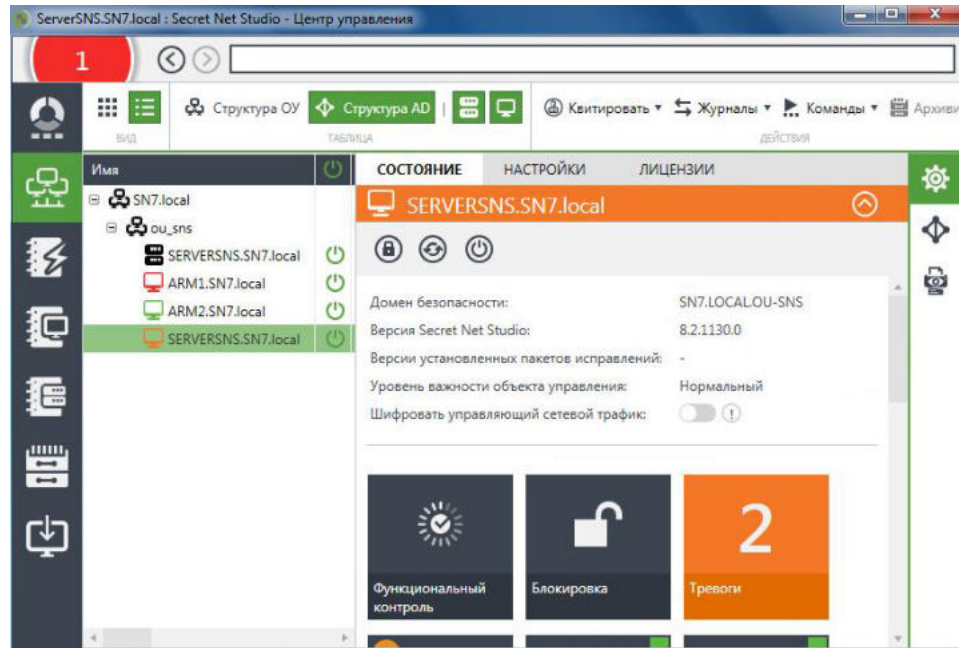 ServerSNS.SN7.local : Secret Net Studio - Центр управления
1
Структура ОУ Структура AD Квитировать Журналы Команды
ВИД ТАБЛИЦА ДЕЙСТВИЯ
Имя
СОСТОЯНИЕ НАСТРОЙКИ ЛИЦЕНЗИИ
SN7.local
SERVERSNS.SN7.local
ou_sns
SERVERSNS.SN7.local
ARM1.SN7.local
ARM2.SN7.local
SERVERSNS.SN7.local
Домен безопасности: SN7.LOCAL.OU-SNS
Версия Secret Net Studio: 8.2.1130.0
Версии установленных пакетов исправлений: -
Уровень важности объекта управления: Нормальный
Шифровать управляющий сетевой трафик:
2
Функциональный контроль
Блокировка
Тревоги